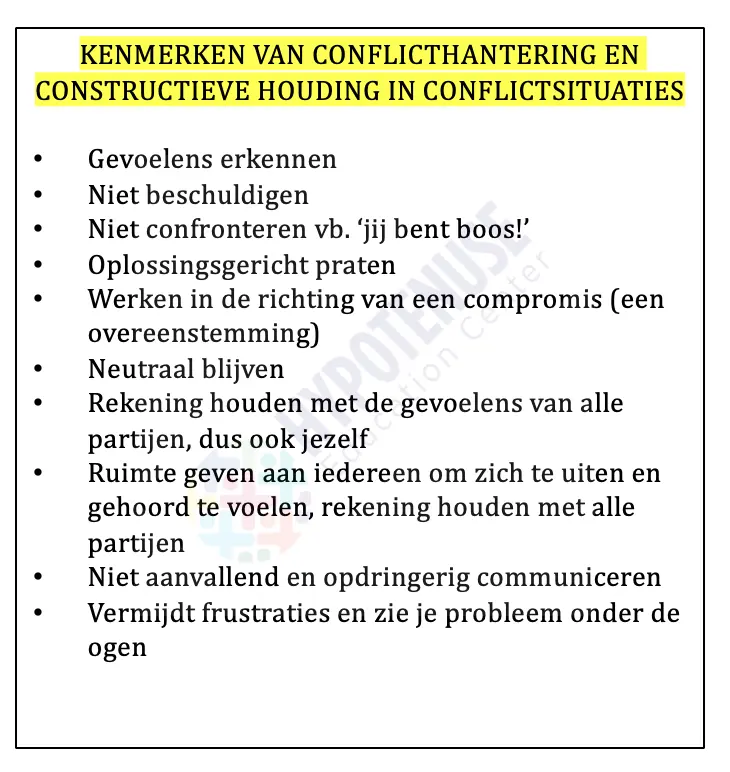 KENMERKEN VAN CONFLICTHANTERING EN
CONSTRUCTIEVE HOUDING IN CONFLICTSITUATIES
• Gevoelens erkennen
• Niet beschuldigen
• Niet confronteren vb. ‘jij bent boos!’
• Oplossingsgericht praten
• Werken in de richting van een compromis (een
overeenstemming)
• Neutraal blijven
• Rekening houden met de gevoelens van alle
partijen, dus ook jezelf
• Ruimte geven aan iedereen om zich te uiten en
gehoord te voelen, rekening houden met alle
partijen
• Niet aanvallend en opdringerig communiceren
• Vermijdt frustraties en zie je probleem onder de
ogen
HYPOTENUSE
Education Center